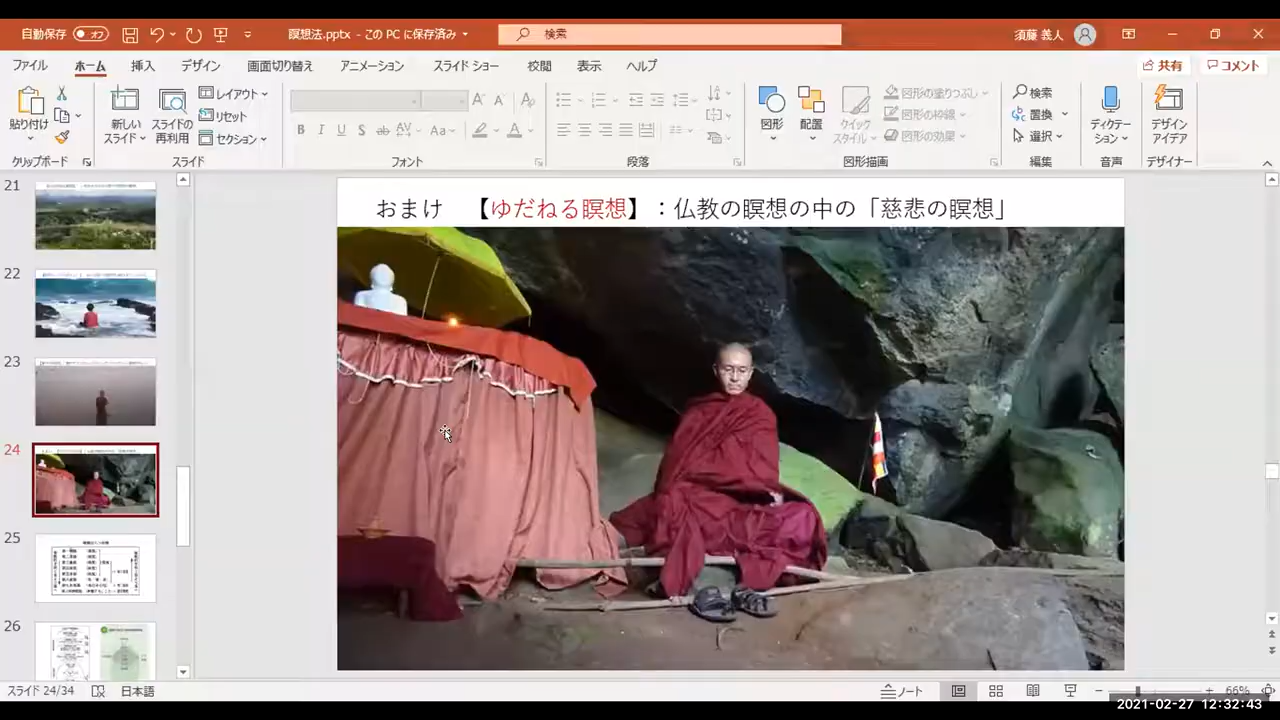 自動保存 オフ
瞑想法.pptx - この PC に保存済み
検索
須藤 義人
ファイル ホーム 挿入 デザイン 画面切り替え アニメーション スライド ショー 校閲 表示 ヘルプ
共有 コメント
貼り付け
クリップボード
新しい
スライド
スライドの
再利用
レイアウト
リセット
セクション
スライド
B I U S ab AV Aa A
フォント
段落
図形
配置
クイック
スタイル
図形の塗りつぶし
図形の枠線
図形の効果
図形描画
検索
置換
選択
編集
ディクテー
ション
音声
デザイン
アイデア
デザイナー
21
22
23
24
25
26
おまけ 【ゆだねる瞑想】：仏教の瞑想の中の「慈悲の瞑想」
スライド 24/34 日本語
ノート
66%
2021-02-27 12:32:43